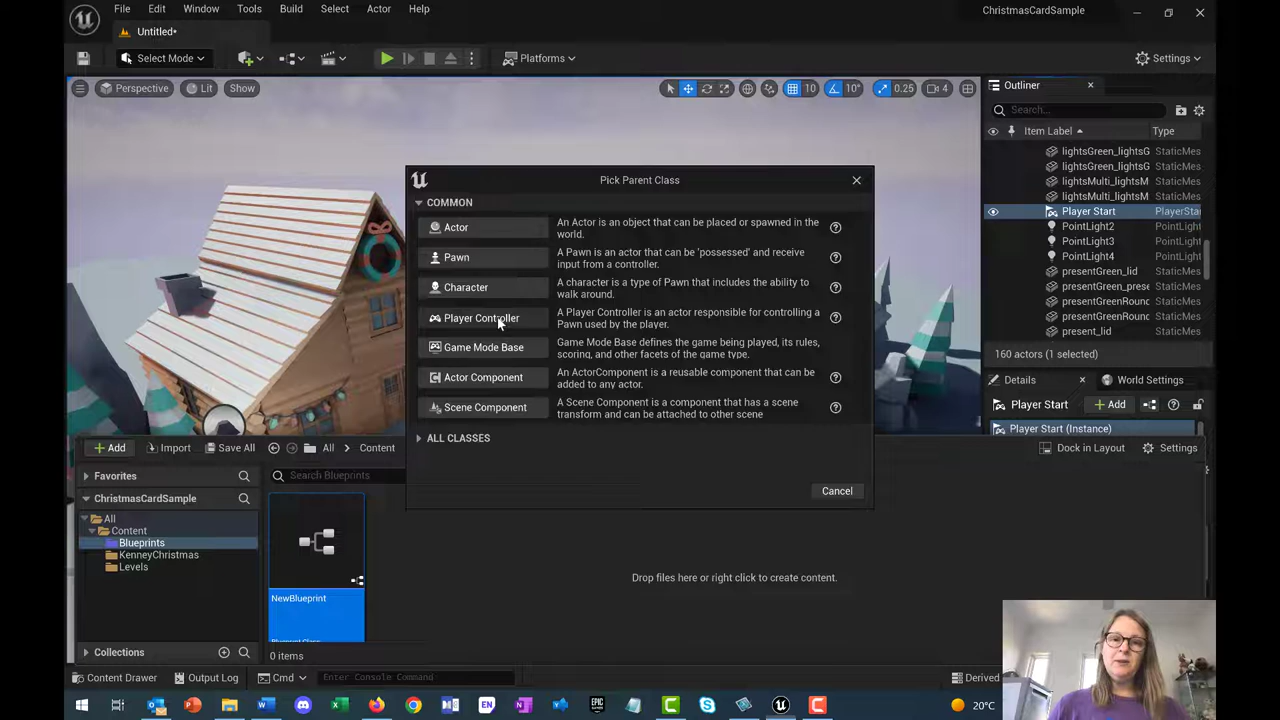 File Edit Window Tools Build Select Actor Help
ChristmasCardSample
Untitled*
Select Mode
Platforms
Settings
Perspective Lit Show
10 10° 0.25 4
Outliner
Search...
Item Label Type
lightsGreen_lightsG StaticMes
lightsGreen_lightsG StaticMes
lightsMulti_lightsM StaticMes
lightsMulti_lightsM StaticMes
Player Start PlayerStar
PointLight2 PointLight
PointLight3 PointLight
PointLight4 PointLight
presentGreen_lid StaticMes
presentGreen_prese StaticMes
presentGreenRound StaticMes
presentGreenRound StaticMes
present_lid StaticMes
160 actors (1 selected)
Details World Settings
Player Start Add
Player Start (Instance)
Pick Parent Class
COMMON
Actor
An Actor is an object that can be placed or spawned in the
world.
Pawn
A Pawn is an actor that can be 'possessed' and receive
input from a controller.
Character
A character is a type of Pawn that includes the ability to
walk around.
Player Controller
A Player Controller is an actor responsible for controlling a
Pawn used by the player.
Game Mode Base
Game Mode Base defines the game being played, its rules,
scoring, and other facets of the game type.
Actor Component
An ActorComponent is a reusable component that can be
added to any actor.
Scene Component
A Scene Component is a component that has a scene
transform and can be attached to other scene
ALL CLASSES
Cancel
Add Import Save All All Content
Dock in Layout Settings
Favorites
Search Blueprints
ChristmasCardSample
All
Content
Blueprints
KenneyChristmas
Levels
NewBlueprint
Blueprint Class
Drop files here or right click to create content.
Collections
0 items
Content Drawer Output Log Cmd Enter Console Command
Derived
EN
EPIC
GAMES
20°C